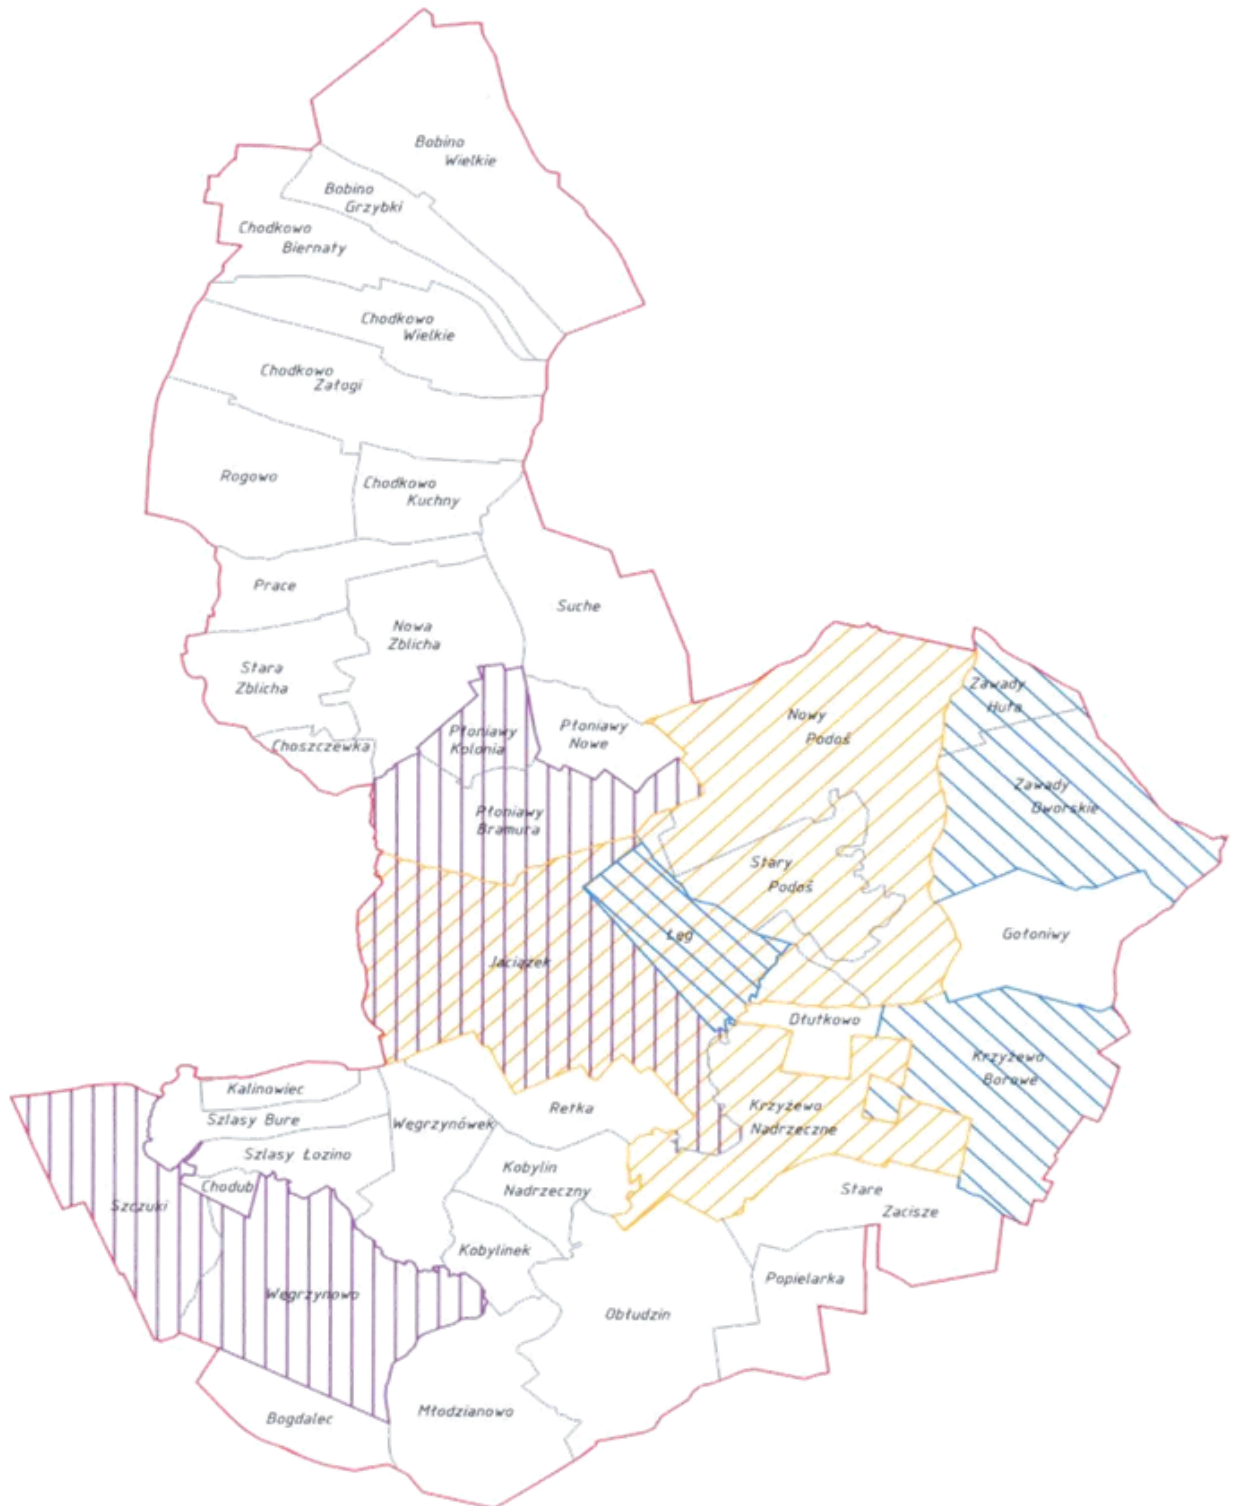 Bobino
Wielkie
Bobino
Grzybki
Chodkowo
Biernaty
Chodkowo
Wielkie
Chodkowo
Załogi
Rogowo
Chodkowo
Kuchny
Prace
Suche
Nowa
Zblicha
Stara
Zblicha
Choszczewka
Płoniawy
Kolonia
Płoniawy
Nowe
Nowy
Podoś
Zawady
Huta
Zawady
Dworskie
Płoniawy
Bramura
Stary
Podoś
Łęg
Gołoniwy
Jaciążek
Dłutkowo
Krzyżewo
Borowe
Kalinowiec
Szlasy Bure
Węgrzynówek
Retka
Krzyżewo
Nadrzeczne
Szlasy Łozino
Kobylin
Nadrzeczny
Chodub
Szczuki
Stare
Zacisze
Kobylinek
Popielarka
Węgrzynowo
Obłudzin
Młodzianowo
Bogdalec